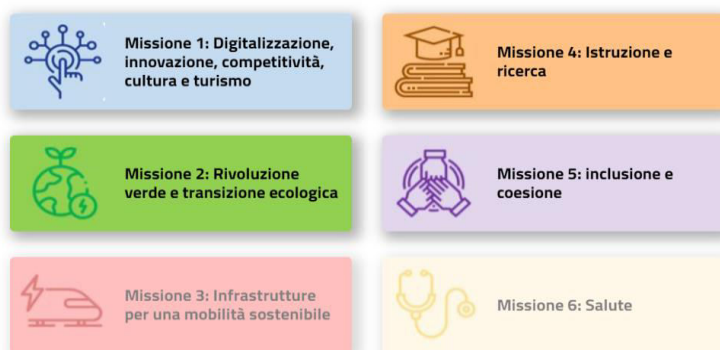 Missione 1: Digitalizzazione,
innovazione, competitività,
cultura e turismo
Missione 4: Istruzione e
ricerca
Missione 2: Rivoluzione
verde e transizione ecologica
Missione 5: inclusione e
coesione
Missione 3: Infrastrutture
per una mobilità sostenibile
Missione 6: Salute